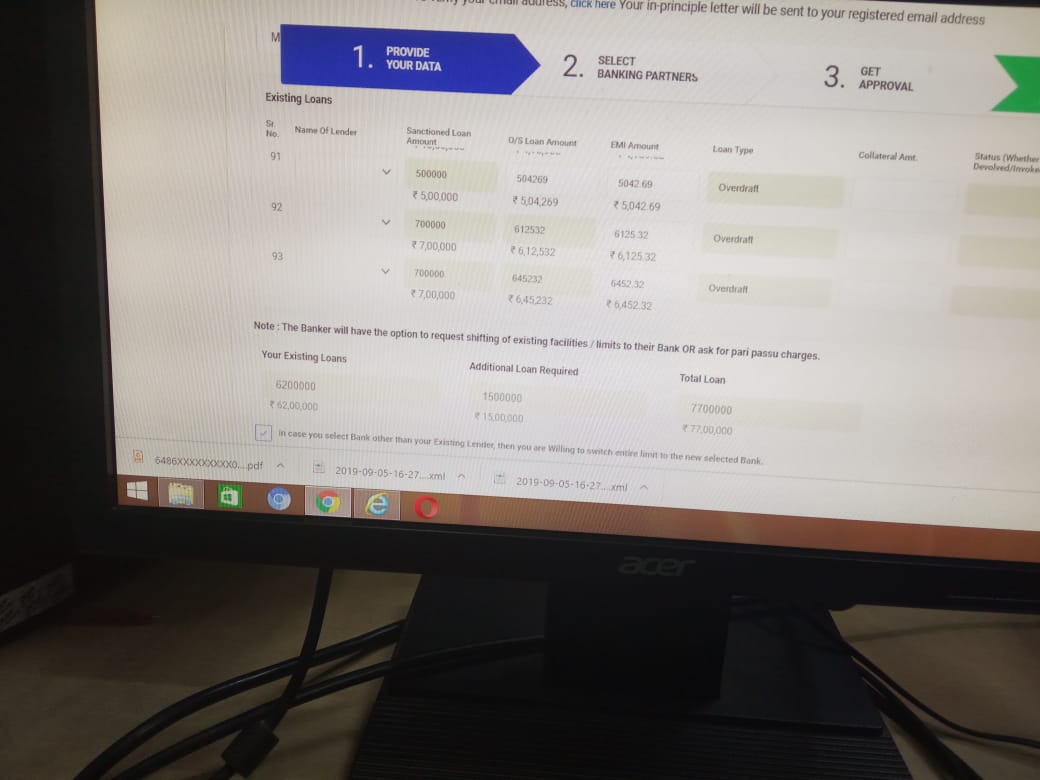 your email address, click here Your in-principle letter will be sent to your registered email address
M
1. PROVIDE
YOUR DATA
2. SELECT
BANKING PARTNERS
3. GET
APPROVAL
Existing Loans
Sr.
No. Name Of Lender Sanctioned Loan
Amount O/S Loan Amount EMI Amount Loan Type Collateral Amt. Status (Whether
Devolved/Invoke
91
500000 504269 5042.69 Overdraft
₹ 5,00,000 ₹ 5,04,269 ₹ 5,042.69
92
700000 612532 6125.32 Overdraft
₹ 7,00,000 ₹ 6,12,532 ₹ 6,125.32
93
700000 645232 6452.32 Overdraft
₹ 7,00,000 ₹ 6,45,232 ₹ 6,452.32
Note : The Banker will have the option to request shifting of existing facilities / limits to their Bank OR ask for pari passu charges.
Your Existing Loans Additional Loan Required Total Loan
6200000 1500000 7700000
₹ 62,00,000 ₹ 15,00,000 ₹ 77,00,000
In case you select Bank other than your Existing Lender, then you are Willing to switch entire limit to the new selected Bank.
6486XXXXXXXXX0....pdf 2019-09-05-16-27....xml 2019-09-05-16-27....xml
acer